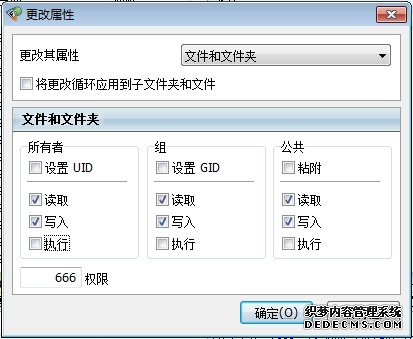 更改属性
更改其属性 文件和文件夹
将更改循环应用到子文件夹和文件
文件和文件夹
所有者 组 公共
设置 UID 设置 GID 粘附
读取 读取 读取
写入 写入 写入
执行 执行 执行
666 权限
确定(O)
织梦内容管理系统
DEDECMS.COM